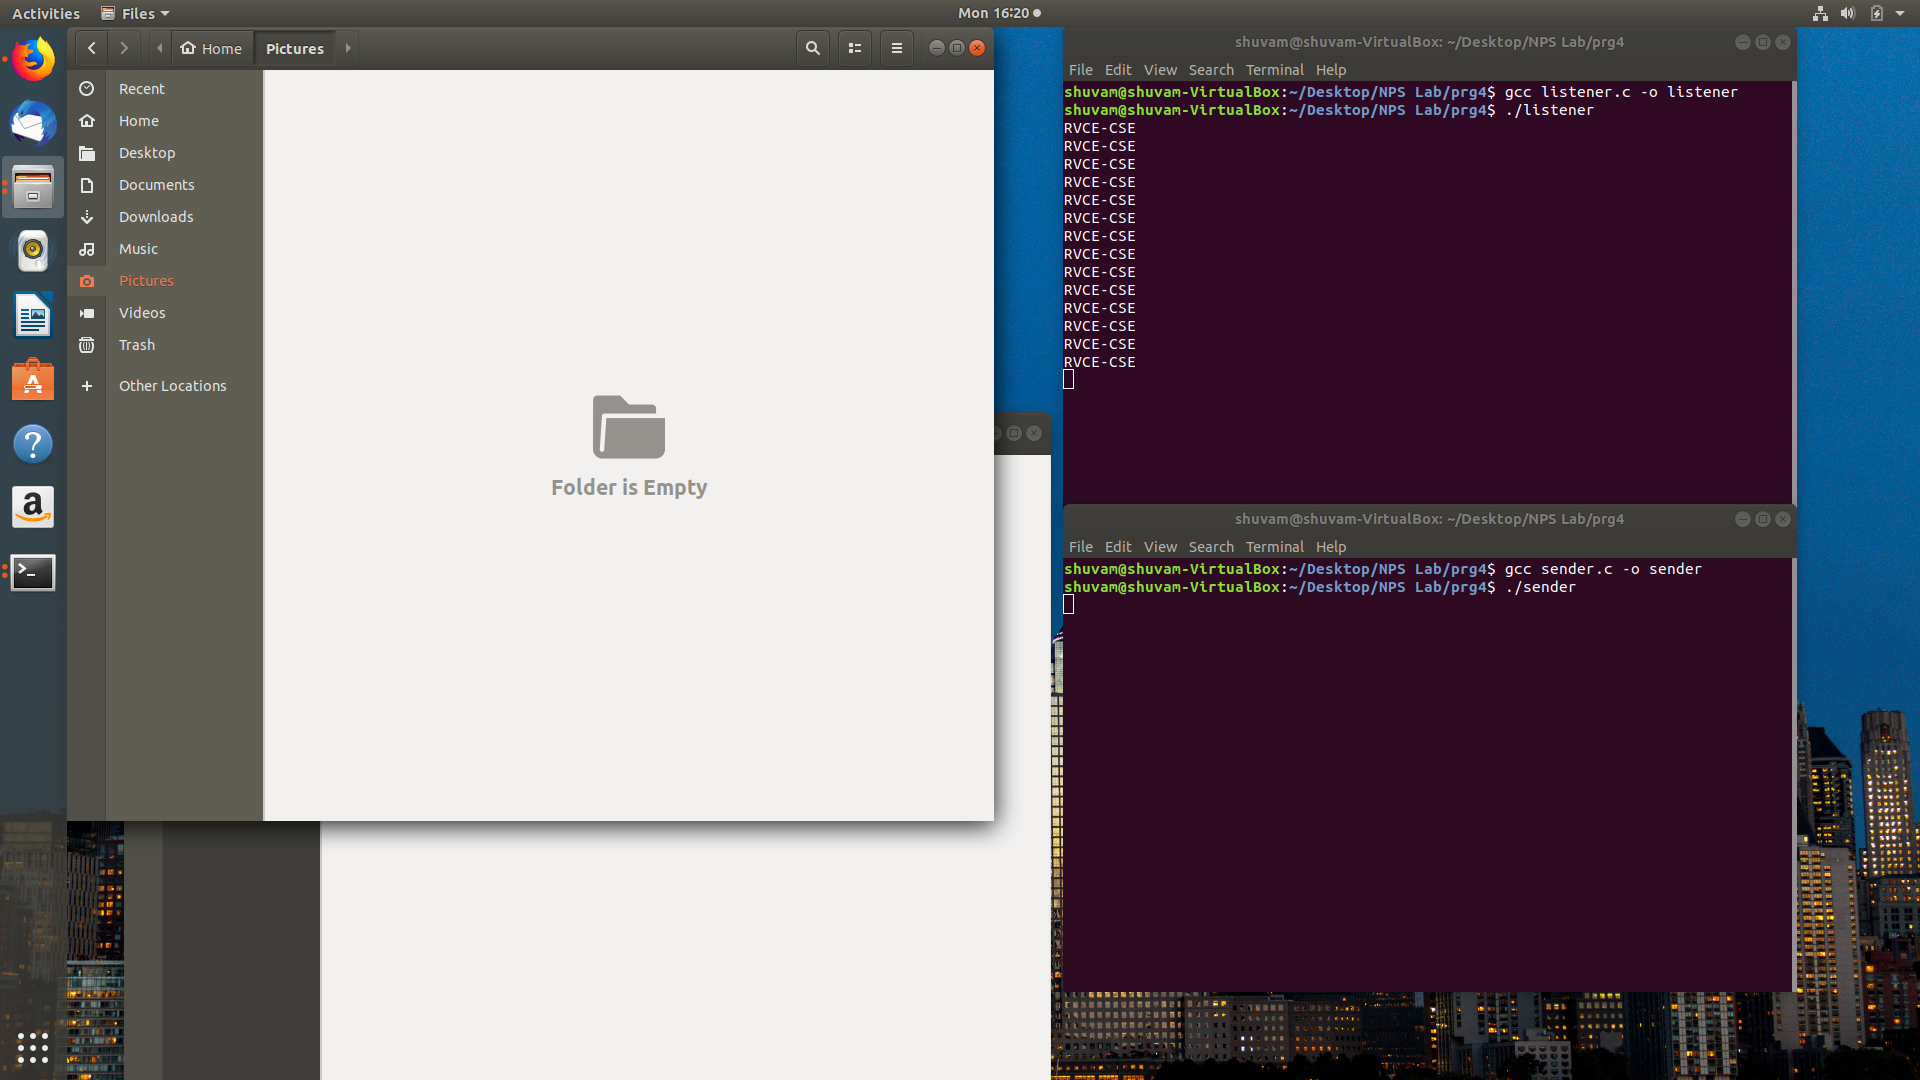 Activities
Files
Mon 16:20
Home
Pictures
Recent
Home
Desktop
Documents
Downloads
Music
Pictures
Videos
Trash
Other Locations
Folder is Empty
shuvam@shuvam-VirtualBox: ~/Desktop/NPS Lab/prg4
File Edit View Search Terminal Help
shuvam@shuvam-VirtualBox:~/Desktop/NPS Lab/prg4$ gcc listener.c -o listener
shuvam@shuvam-VirtualBox:~/Desktop/NPS Lab/prg4$ ./listener
RVCE-CSE
RVCE-CSE
RVCE-CSE
RVCE-CSE
RVCE-CSE
RVCE-CSE
RVCE-CSE
RVCE-CSE
RVCE-CSE
RVCE-CSE
RVCE-CSE
RVCE-CSE
RVCE-CSE
RVCE-CSE
shuvam@shuvam-VirtualBox: ~/Desktop/NPS Lab/prg4
File Edit View Search Terminal Help
shuvam@shuvam-VirtualBox:~/Desktop/NPS Lab/prg4$ gcc sender.c -o sender
shuvam@shuvam-VirtualBox:~/Desktop/NPS Lab/prg4$ ./sender